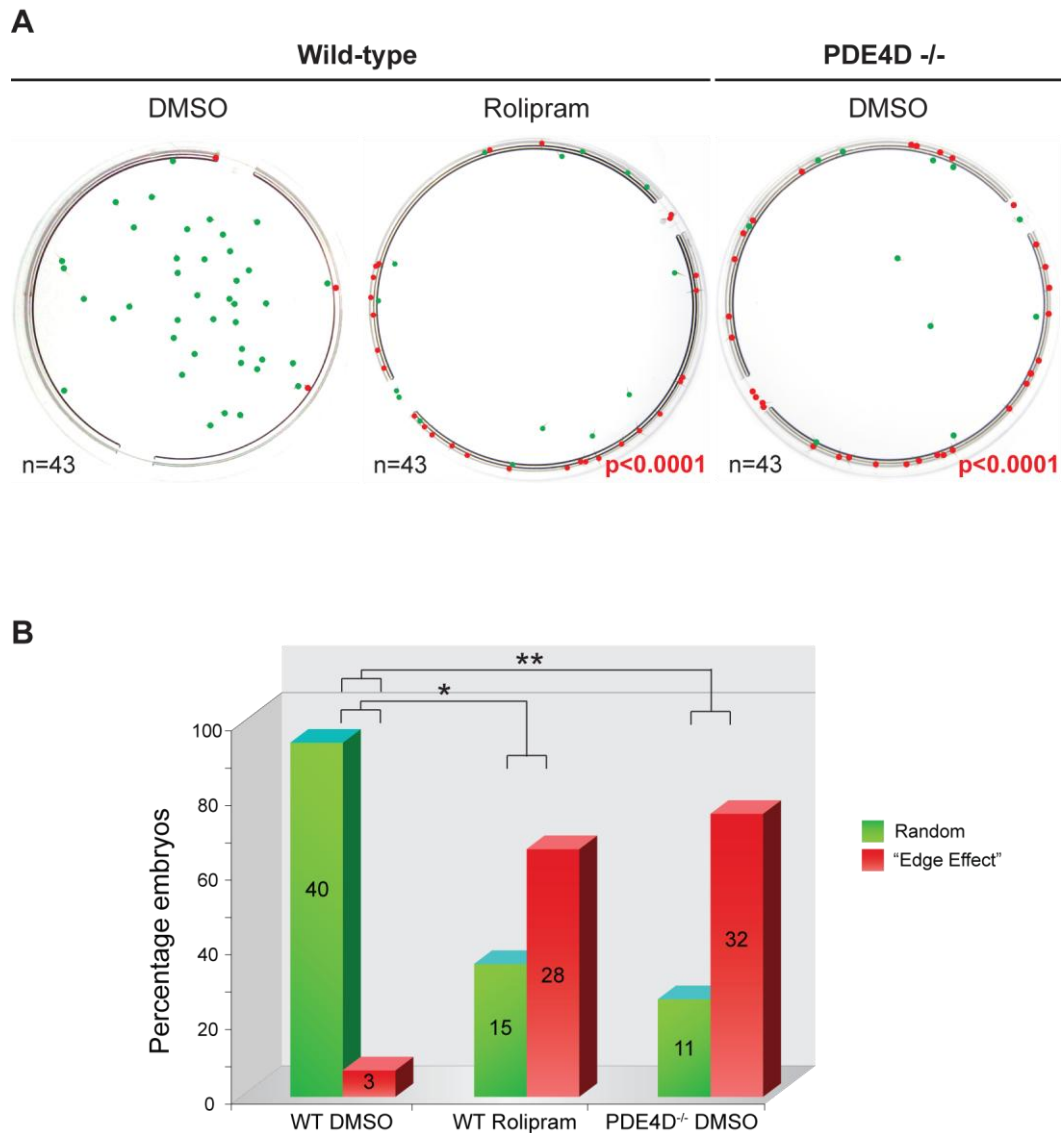 A
Wild-type PDE4D -/-
DMSO Rolipram DMSO
n=43 n=43 p<0.0001 n=43 p<0.0001
B
** 
*
100
80
60
40
20
0
Percentage embryos
40
3
15
28
11
32
Random
“Edge Effect”
WT DMSO WT Rolipram PDE4D-/- DMSO